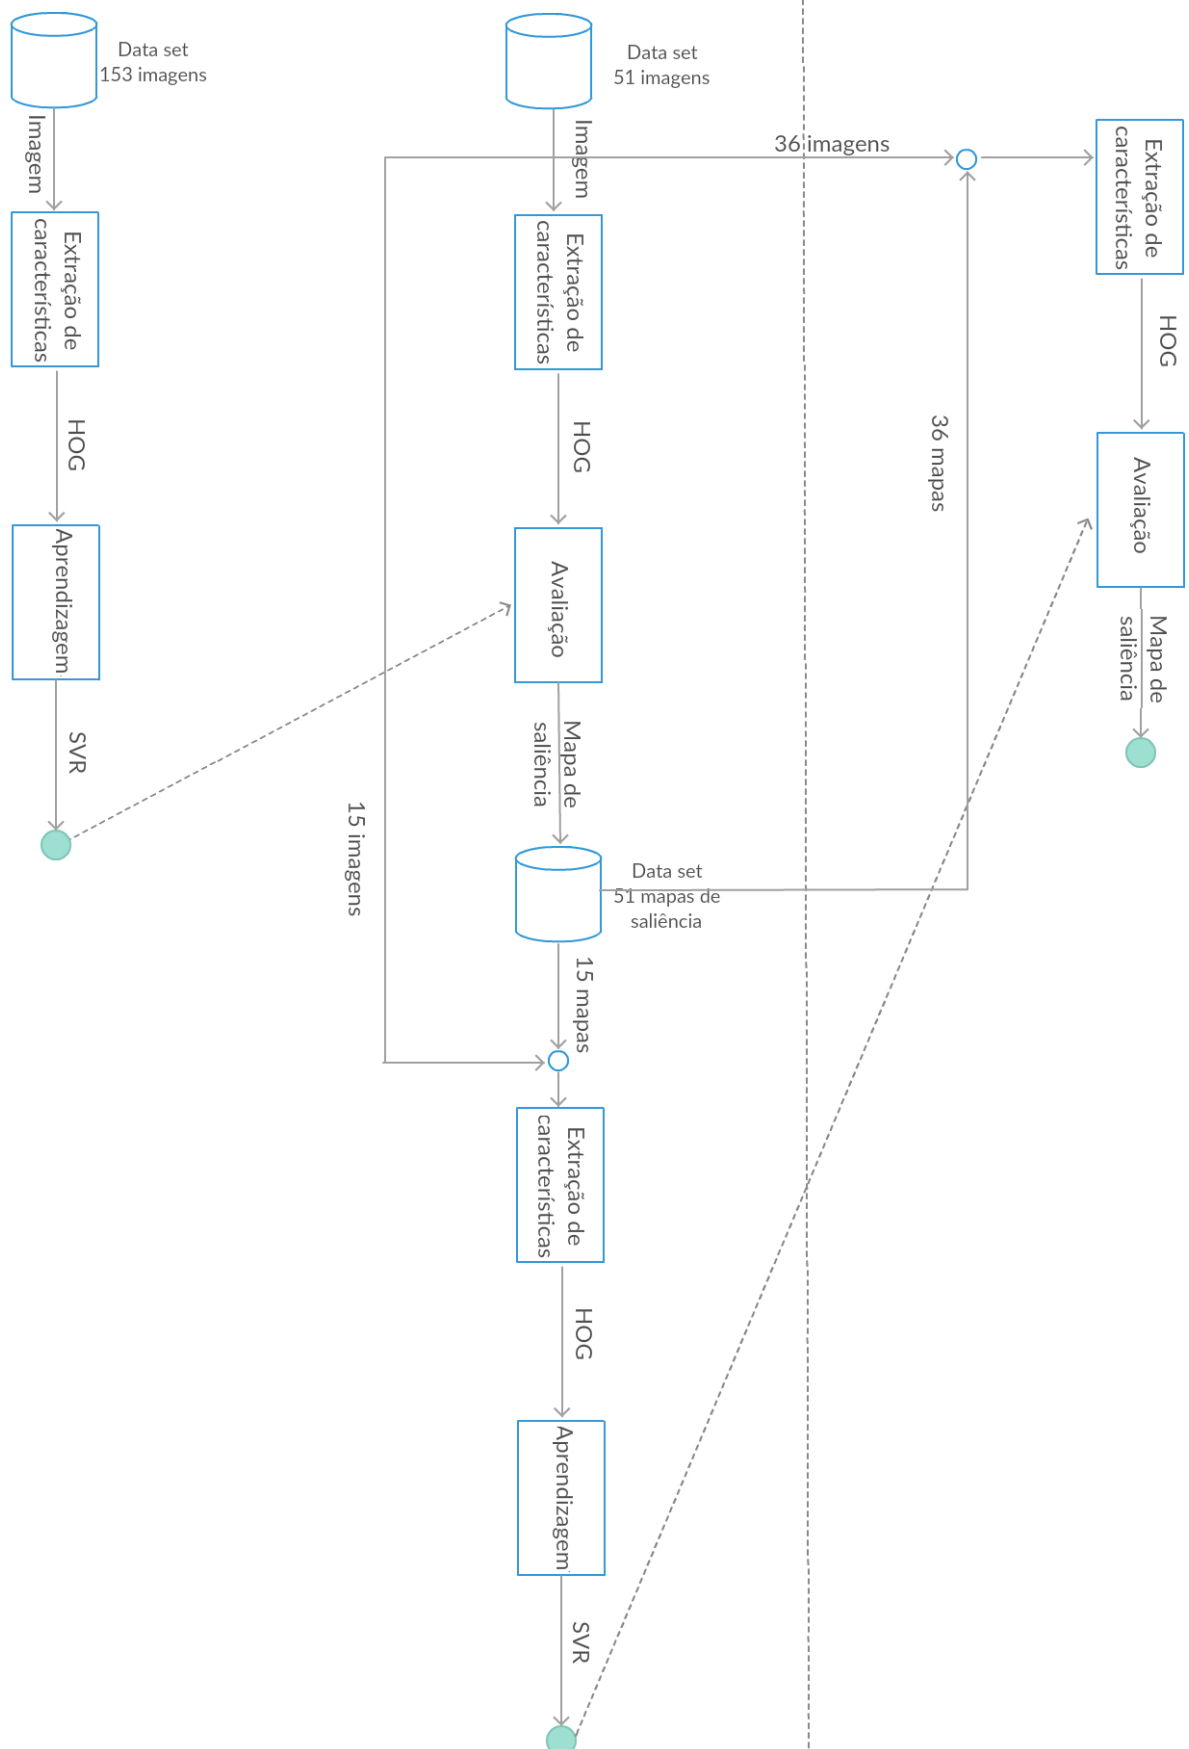 Data set
153 imagens
Imagem
Extração de
características
HOG
Aprendizagem
SVR
Data set
51 imagens
Imagem
Extração de
características
HOG
Avaliação
Mapa de
saliência
Data set
51 mapas de
saliência
15 mapas
15 imagens
Extração de
características
HOG
Aprendizagem
SVR
36 imagens
36 mapas
Extração de
características
HOG
Avaliação
Mapa de
saliência